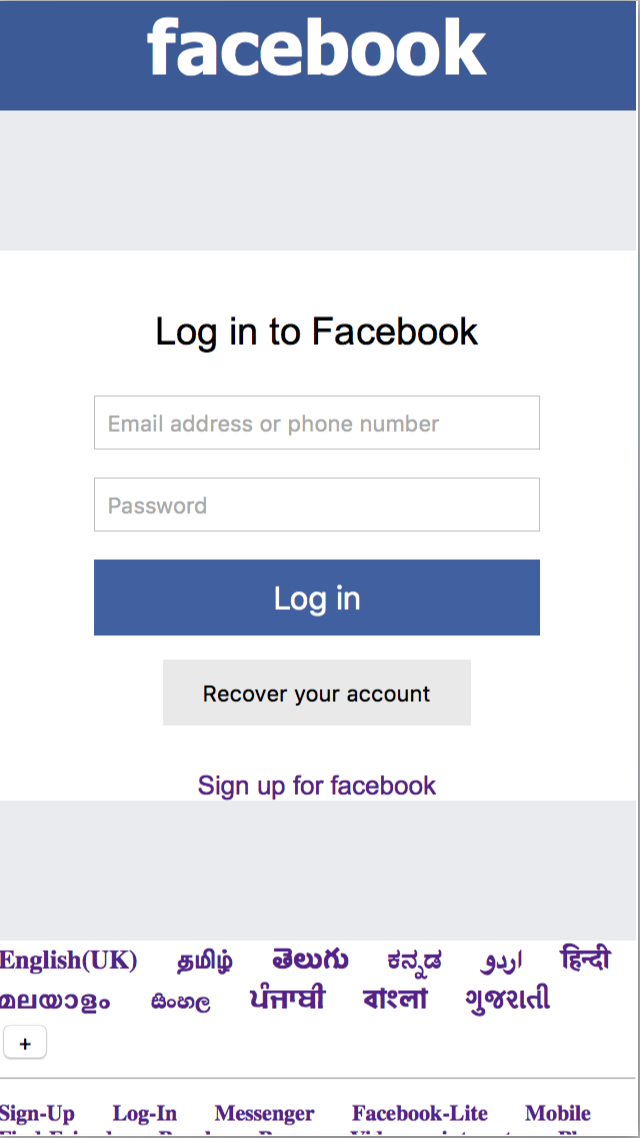 facebook
Log in to Facebook
Email address or phone number
Password
Log in
Recover your account
Sign up for facebook
English(UK) தமிழ் తెలుగు ಕನ್ನಡ اردو हिन्दी
മലയാളം සිංහල ਪੰਜਾਬੀ বাংলা ગુજરાતી
+
Sign-Up Log-In Messenger Facebook-Lite Mobile